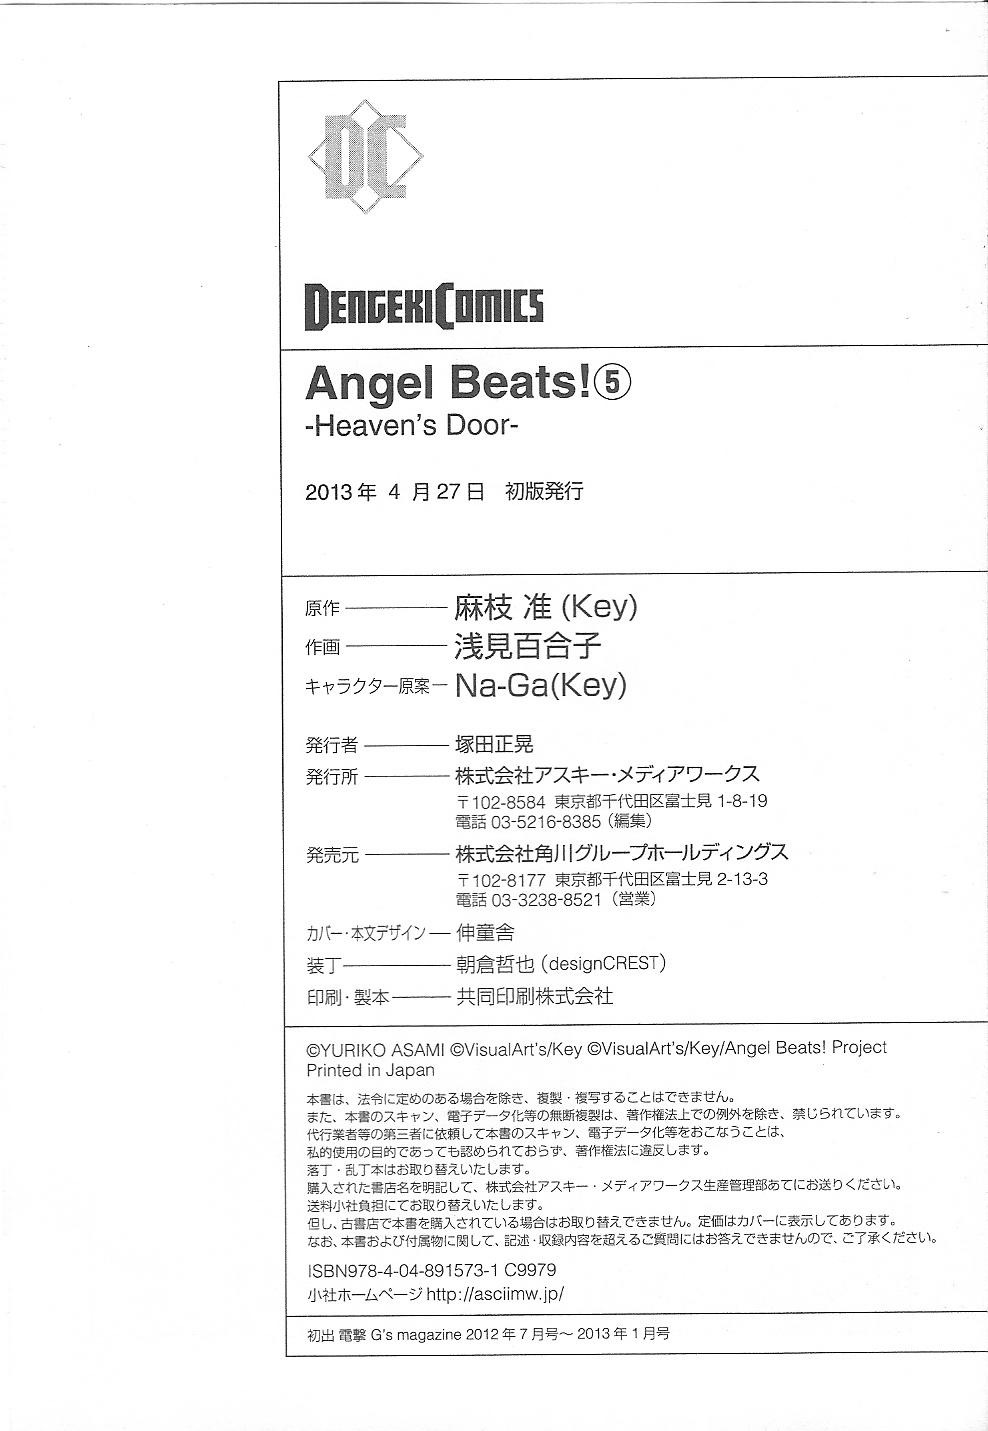 DC
DENGEKI COMICS
Angel Beats!⑤
-Heaven's Door-
2013年 4 月27日 初版発行
原作 ――― 麻枝 准 (Key)
作画 ――― 浅見百合子
キャラクター原案― Na-Ga(Key)
発行者 ――― 塚田正晃
発行所 ――― 株式会社アスキー・メディアワークス
〒102-8584 東京都千代田区富士見 1-8-19
電話 03-5216-8385（編集）
発売元 ――― 株式会社角川グループホールディングス
〒102-8177 東京都千代田区富士見 2-13-3
電話 03-3238-8521（営業）
カバー・本文デザイン― 伸童舎
装丁――― 朝倉哲也（designCREST）
印刷・製本――― 共同印刷株式会社
©YURIKO ASAMI ©VisualArt's/Key ©VisualArt's/Key/Angel Beats! Project
Printed in Japan
本書は、法令に定めのある場合を除き、複製・複写することはできません。
また、本書のスキャン、電子データ化等の無断複製は、著作権法上での例外を除き、禁じられています。
代行業者等の第三者に依頼して本書のスキャン、電子データ化等をおこなうことは、
私的使用の目的であっても認められておらず、著作権法に違反します。
落丁・乱丁本はお取り替えいたします。
購入された書店名を明記して、株式会社アスキー・メディアワークス生産管理部あてにお送りください。
送料小社負担にてお取り替えいたします。
但し、古書店で本書を購入されている場合はお取り替えできません。定価はカバーに表示してあります。
なお、本書および付属物に関して、記述・収録内容を超えるご質問にはお答えできませんので、ご了承ください。
ISBN978-4-04-891573-1 C9979
小社ホームページ http://asciimw.jp/
初出 電撃 G's magazine 2012 年 7 月号～ 2013 年 1 月号